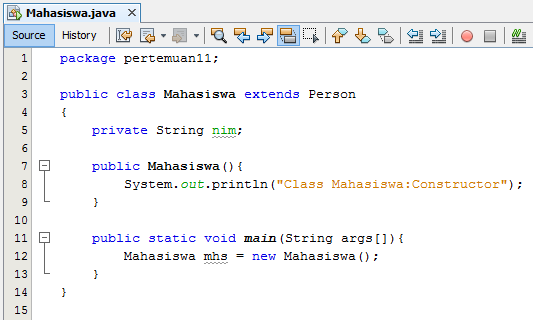 Mahasiswa.java
Source History
1 package pertemuan11;
2
3 public class Mahasiswa extends Person
4 {
5 private String nim;
6
7 public Mahasiswa(){
8 System.out.println("Class Mahasiswa:Constructor");
9 }
10
11 public static void main(String args[]){
12 Mahasiswa mhs = new Mahasiswa();
13 }
14 }
15